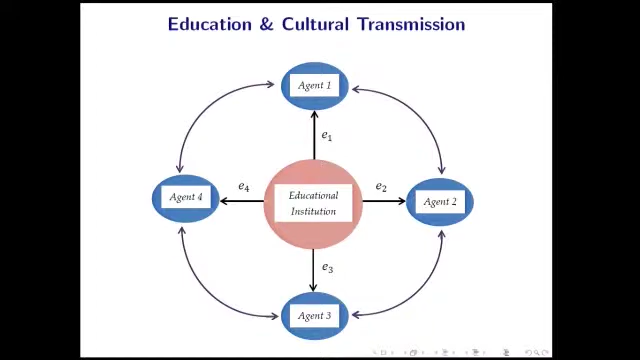 Education & Cultural Transmission
Agent 1
e₁
Agent 4
e₄
Educational
Institution
e₂
Agent 2
e₃
Agent 3